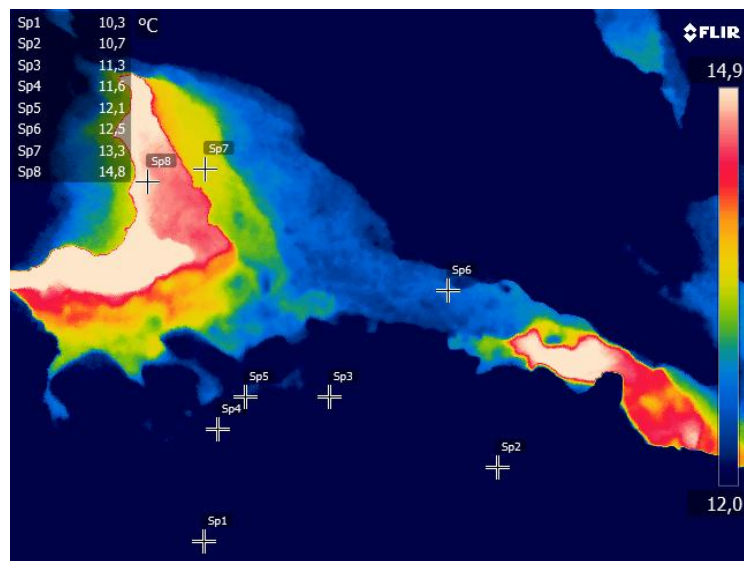 Sp1 10,3 °C
Sp2 10,7
Sp3 11,3
Sp4 11,6
Sp5 12,1
Sp6 12,5
Sp7 13,3
Sp8 14,8
FLIR
14,9
Sp7
Sp8
Sp6
Sp5
Sp3
Sp4
Sp2
12,0
Sp1